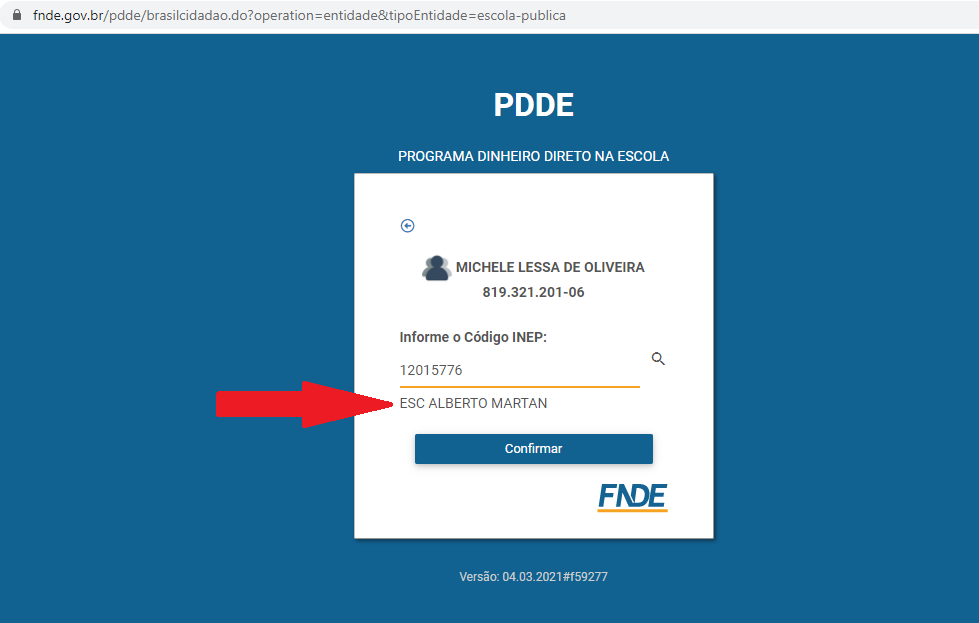 fnde.gov.br/pdde/brasilcidadao.do?operation=entidade&tipoEntidade=escola-publica
PDDE
PROGRAMA DINHEIRO DIRETO NA ESCOLA
MICHELE LESSA DE OLIVEIRA
819.321.201-06
Informe o Código INEP:
12015776
ESC ALBERTO MARTAN
Confirmar
FNDE
Versão: 04.03.2021#f59277